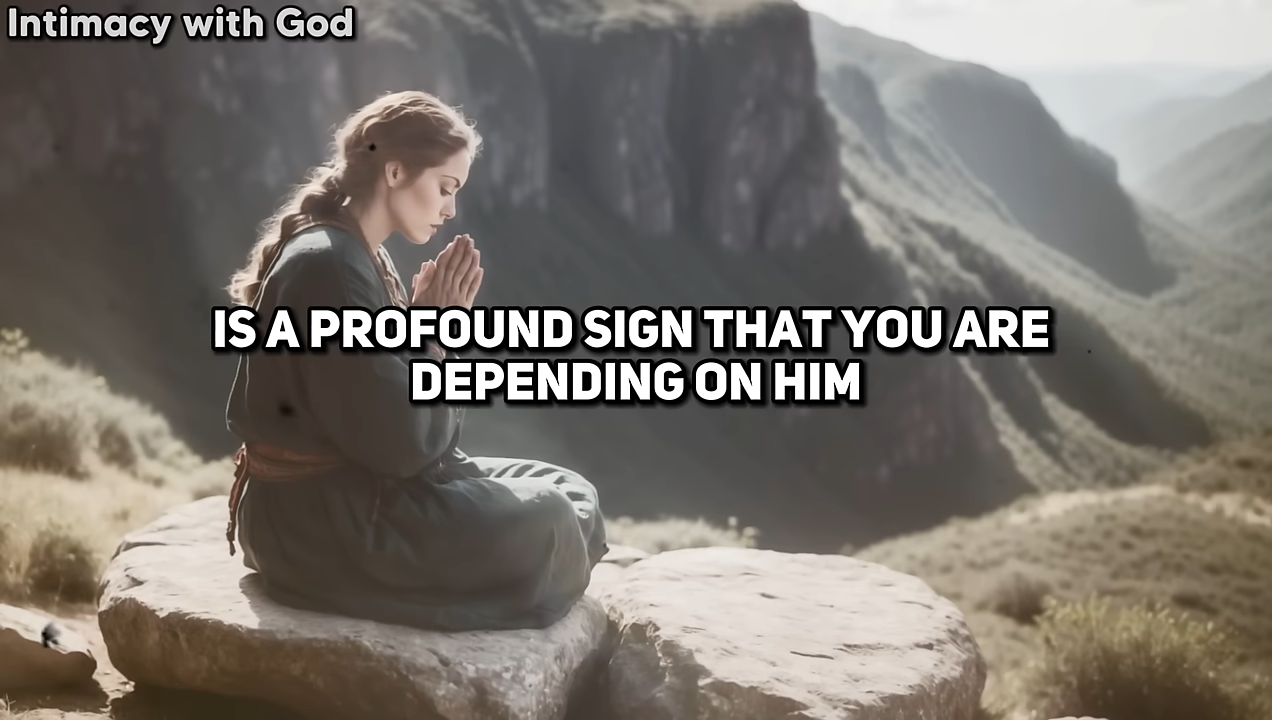 Intimacy with God
IS A PROFOUND SIGN THAT YOU ARE
DEPENDING ON HIM